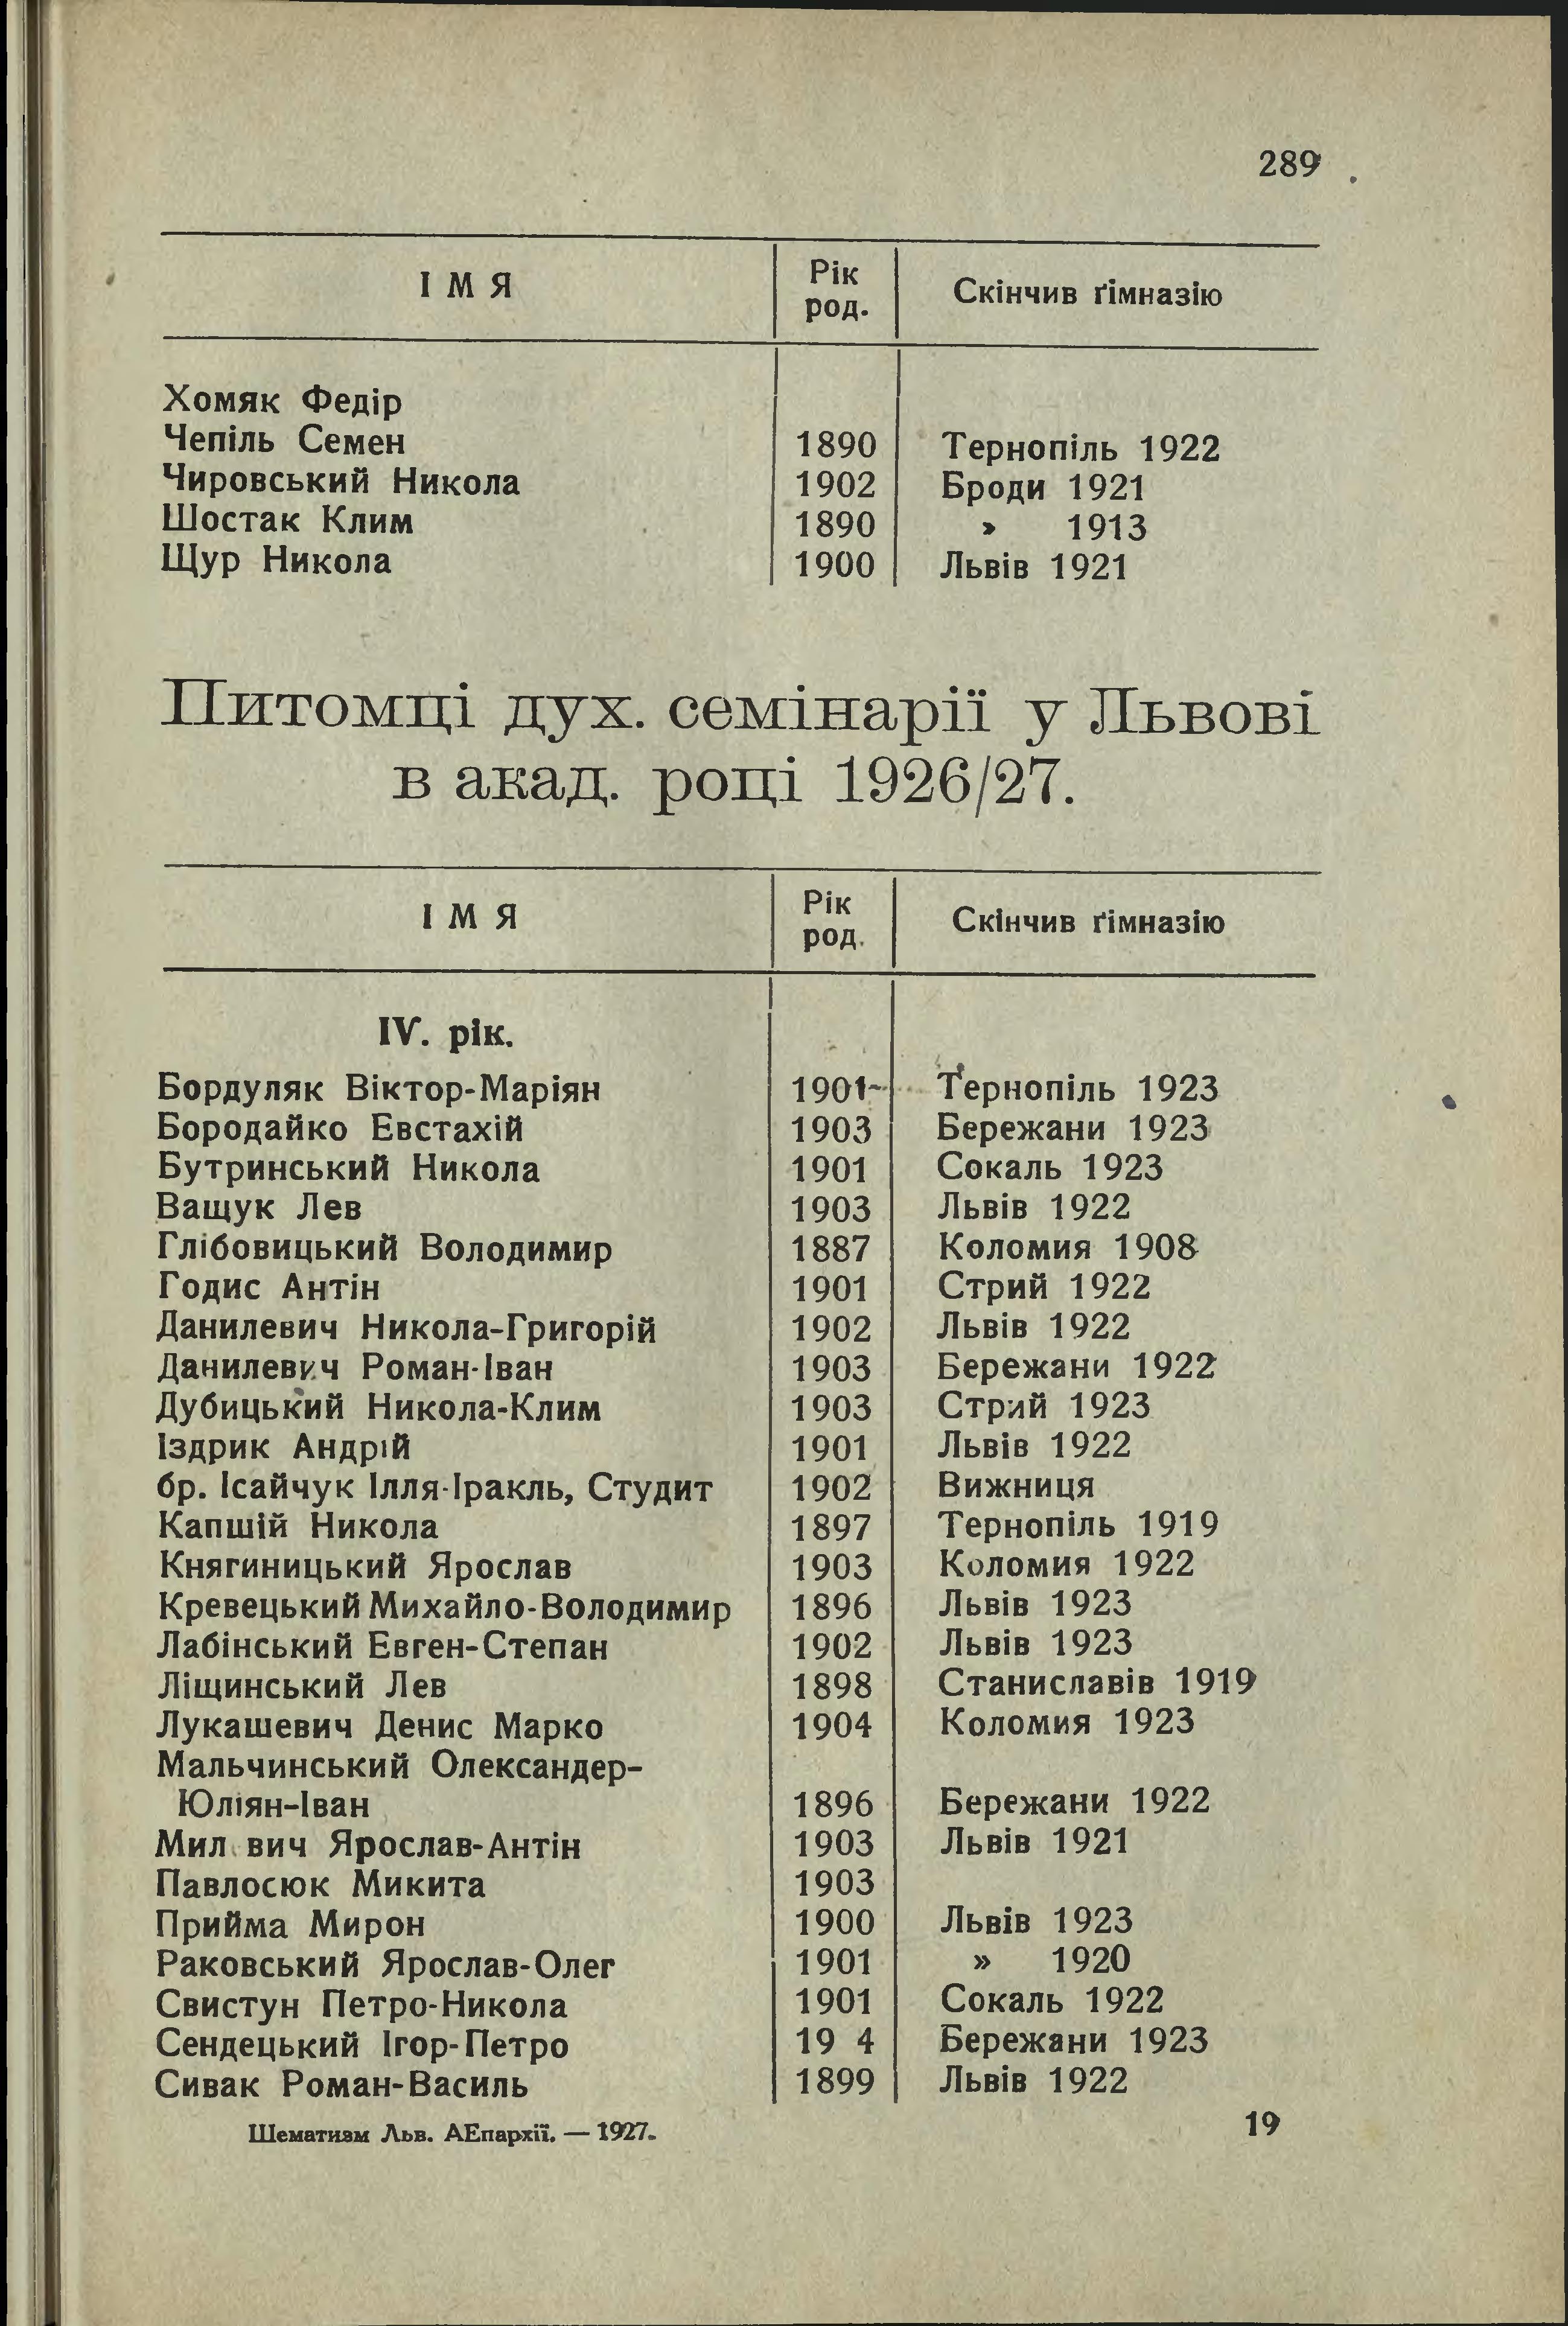 289
І М Я Рік род. Скінчив ґімназію
Хомяк Федір
Чепіль Семен 1890 Тернопіль 1922
Чировський Никола 1902 Броди 1921
Шостак Клим 1890 » 1913
Щур Никола 1900 Львів 1921
Питомці дух. семінарії у Львові
в акад. році 1926/27.
І М Я Рік род. Скінчив ґімназію
IV. рік.
Бордуляк Віктор-Маріян 1901 Тернопіль 1923
Бородайко Евстахій 1903 Бережани 1923
Бутринський Никола 1901 Сокаль 1923
Ващук Лев 1903 Львів 1922
Глібовицький Володимир 1887 Коломия 1908
Годис Антін 1901 Стрий 1922
Данилевич Никола-Григорій 1902 Львів 1922
Данилевич Роман-Іван 1903 Бережани 1922
Дубицький Никола-Клим 1903 Стрий 1923
Іздрик Андрій 1901 Львів 1922
бр. Ісайчук Ілля-Іракль, Студит 1902 Вижниця
Капшій Никола 1897 Тернопіль 1919
Княгиницький Ярослав 1903 Коломия 1922
Кревецький Михайло-Володимир 1896 Львів 1923
Лабінський Евген-Степан 1902 Львів 1923
Ліщинський Лев 1898 Станиславів 1919
Лукашевич Денис Марко 1904 Коломия 1923
Мальчинський Олександер-
Юліян-Іван 1896 Бережани 1922
Мил вич Ярослав-Антін 1903 Львів 1921
Павлосюк Микита 1903
Прийма Мирон 1900 Львів 1923
Раковський Ярослав-Олег 1901 » 1920
Свистун Петро-Никола 1901 Сокаль 1922
Сендецький Ігор-Петро 19 4 Бережани 1923
Сивак Роман-Василь 1899 Львів 1922
Шематизм Льв. АЕпархії. — 1927. 19